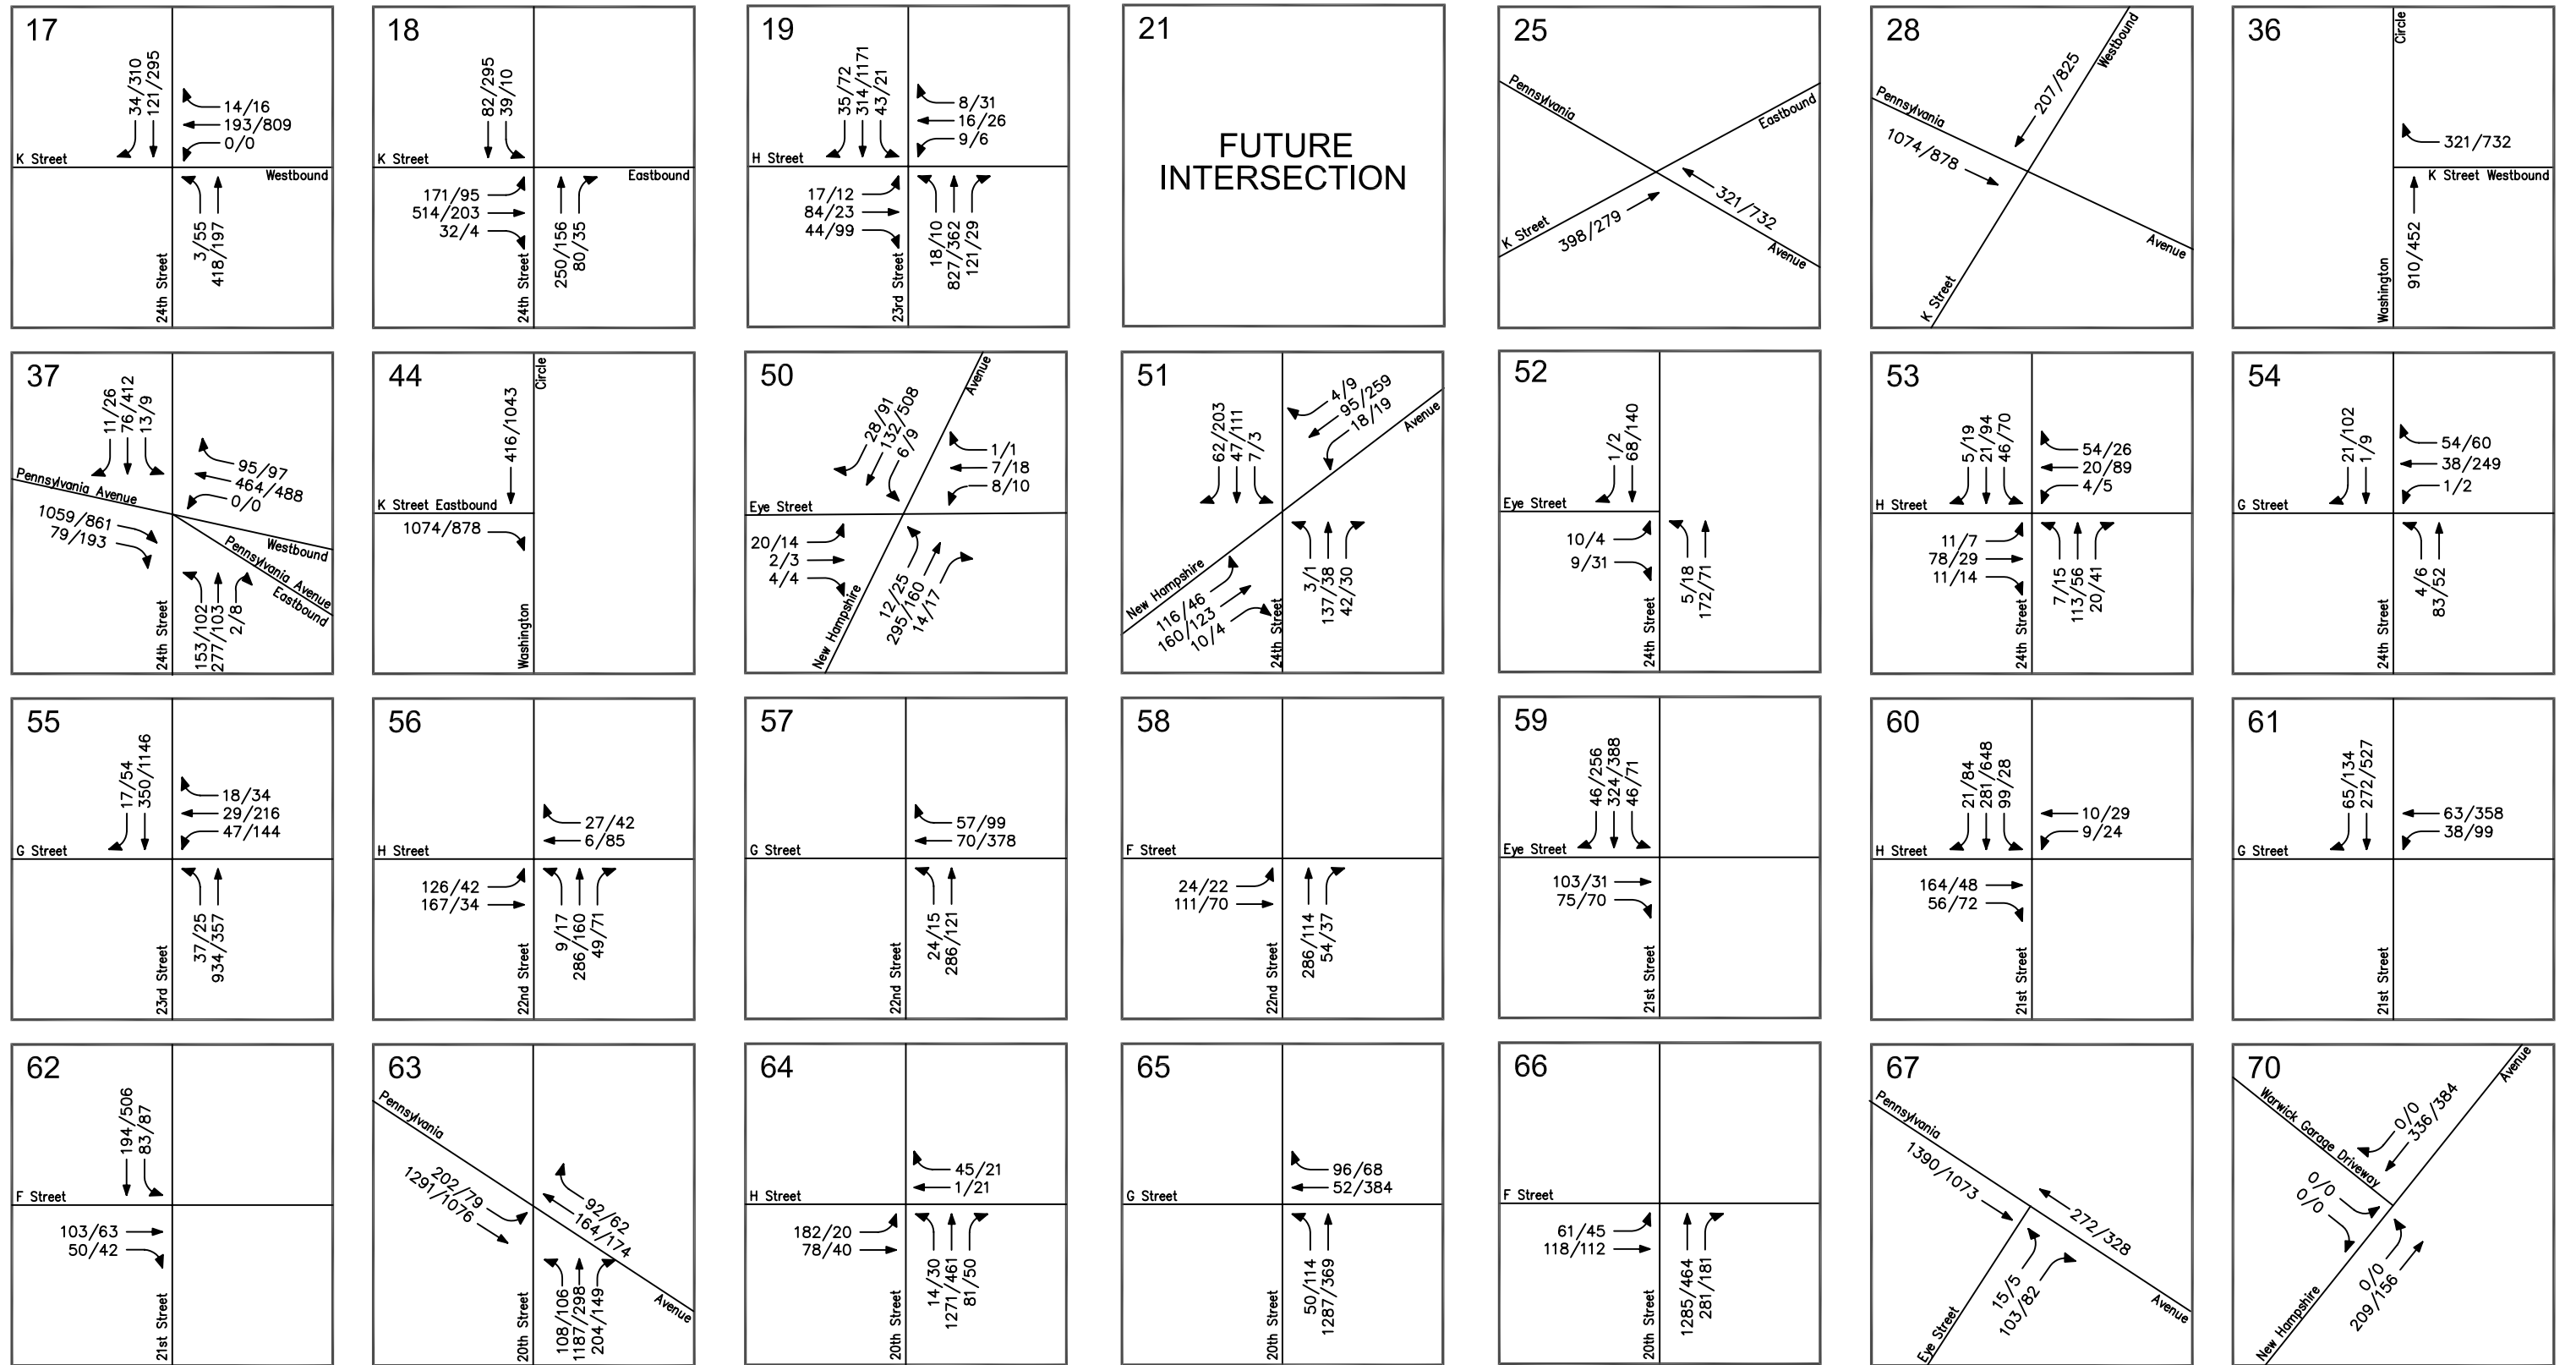 17
34/310
121/295
14/16
193/809
0/0
K Street
Westbound
3/55
418/197
24th Street
18
82/295
39/10
K Street
Eastbound
171/95
514/203
32/4
250/156
80/35
24th Street
19
35/72
314/1171
43/21
8/31
16/26
9/6
H Street
17/12
84/23
44/99
18/10
827/362
121/29
23rd Street
21
FUTURE
INTERSECTION
25
Pennsylvania
Eastbound
K Street
398/279
321/732
Avenue
28
Westbound
207/825
Pennsylvania
1074/878
Avenue
K Street
36
Circle
321/732
K Street Westbound
910/452
Washington
37
11/26
76/412
13/9
95/97
464/488
0/0
Pennsylvania Avenue
1059/861
79/193
Westbound
Pennsylvania Avenue
Eastbound
153/102
277/103
2/8
24th Street
44
416/1043
Circle
K Street Eastbound
1074/878
Washington
50
28/91
132/508
6/9
Avenue
1/1
7/18
8/10
Eye Street
20/14
2/3
4/4
12/25
295/160
14/17
New Hampshire
51
62/203
47/111
7/3
4/9
95/259
18/19
Avenue
New Hampshire
116/46
160/123
10/4
3/1
137/38
42/30
24th Street
52
1/2
68/140
Eye Street
10/4
9/31
5/18
172/71
24th Street
53
5/19
21/94
46/70
54/26
20/89
4/5
H Street
11/7
78/29
11/14
7/15
113/56
20/41
24th Street
54
21/102
1/9
54/60
38/249
1/2
G Street
4/6
83/52
24th Street
55
17/54
350/1146
18/34
29/216
47/144
G Street
37/25
934/357
23rd Street
56
27/42
6/85
H Street
126/42
167/34
9/17
286/160
49/71
22nd Street
57
57/99
70/378
G Street
24/15
286/121
22nd Street
58
F Street
24/22
111/70
286/114
54/37
22nd Street
59
46/256
324/388
46/71
Eye Street
103/31
75/70
21st Street
60
21/84
281/648
99/28
10/29
9/24
H Street
164/48
56/72
21st Street
61
65/134
272/527
63/358
38/99
G Street
21st Street
62
194/506
83/87
F Street
103/63
50/42
21st Street
63
Pennsylvania
202/79
1291/1076
92/62
164/174
108/106
1187/298
204/149
Avenue
20th Street
64
45/21
1/21
H Street
182/20
78/40
14/30
1271/461
81/50
20th Street
65
96/68
52/384
G Street
50/114
1287/369
20th Street
66
F Street
61/45
118/112
1285/464
281/181
20th Street
67
Pennsylvania
1390/1073
272/328
15/5
103/82
Avenue
Eye Street
70
Avenue
Warwick Garage Driveway
0/0
336/384
0/0
0/0
0/0
209/156
New Hampshire